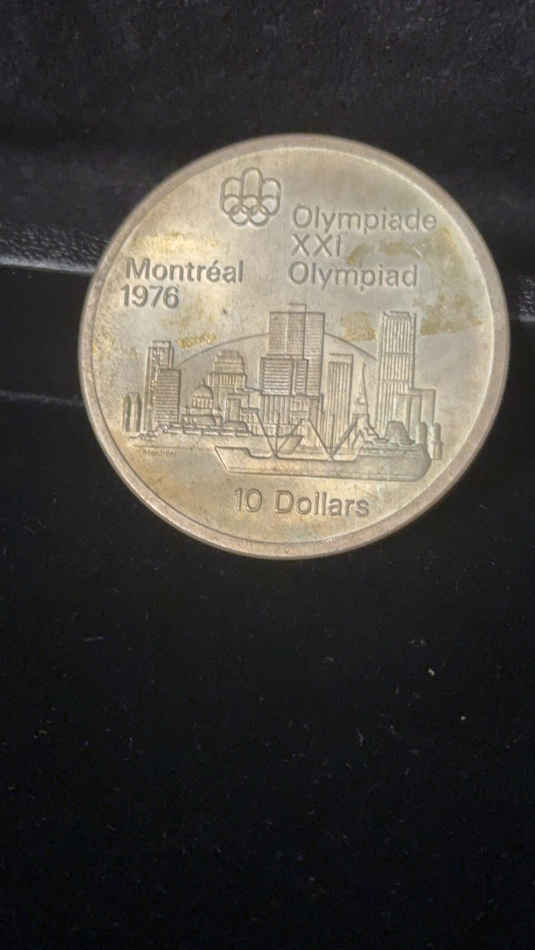 Olympiade
XXI
Olympiad
Montréal
1976
10 Dollars